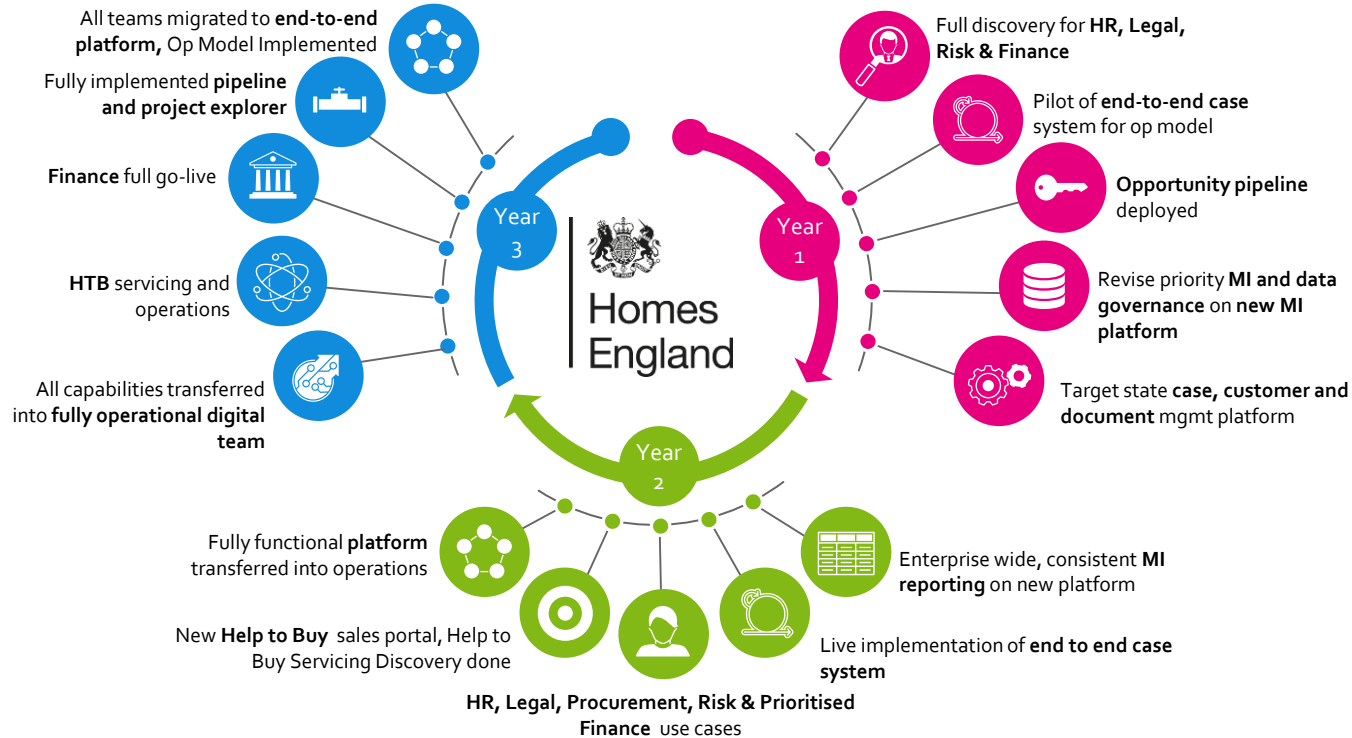 Full discovery for HR, Legal,
Risk & Finance
Pilot of end-to-end case
system for op model
Opportunity pipeline
deployed
Revise priority MI and data
governance on new MI
platform
Target state case, customer and
document mgmt platform
Year
1
Enterprise wide, consistent MI
reporting on new platform
Live implementation of end to end case
system
HR, Legal, Procurement, Risk & Prioritised
Finance use cases
New Help to Buy sales portal, Help to
Buy Servicing Discovery done
Fully functional platform
transferred into operations
Year
2
All capabilities transferred
into fully operational digital
team
HTB servicing and
operations
Finance full go-live
Fully implemented pipeline
and project explorer
All teams migrated to end-to-end
platform, Op Model Implemented
Year
3
Homes
England